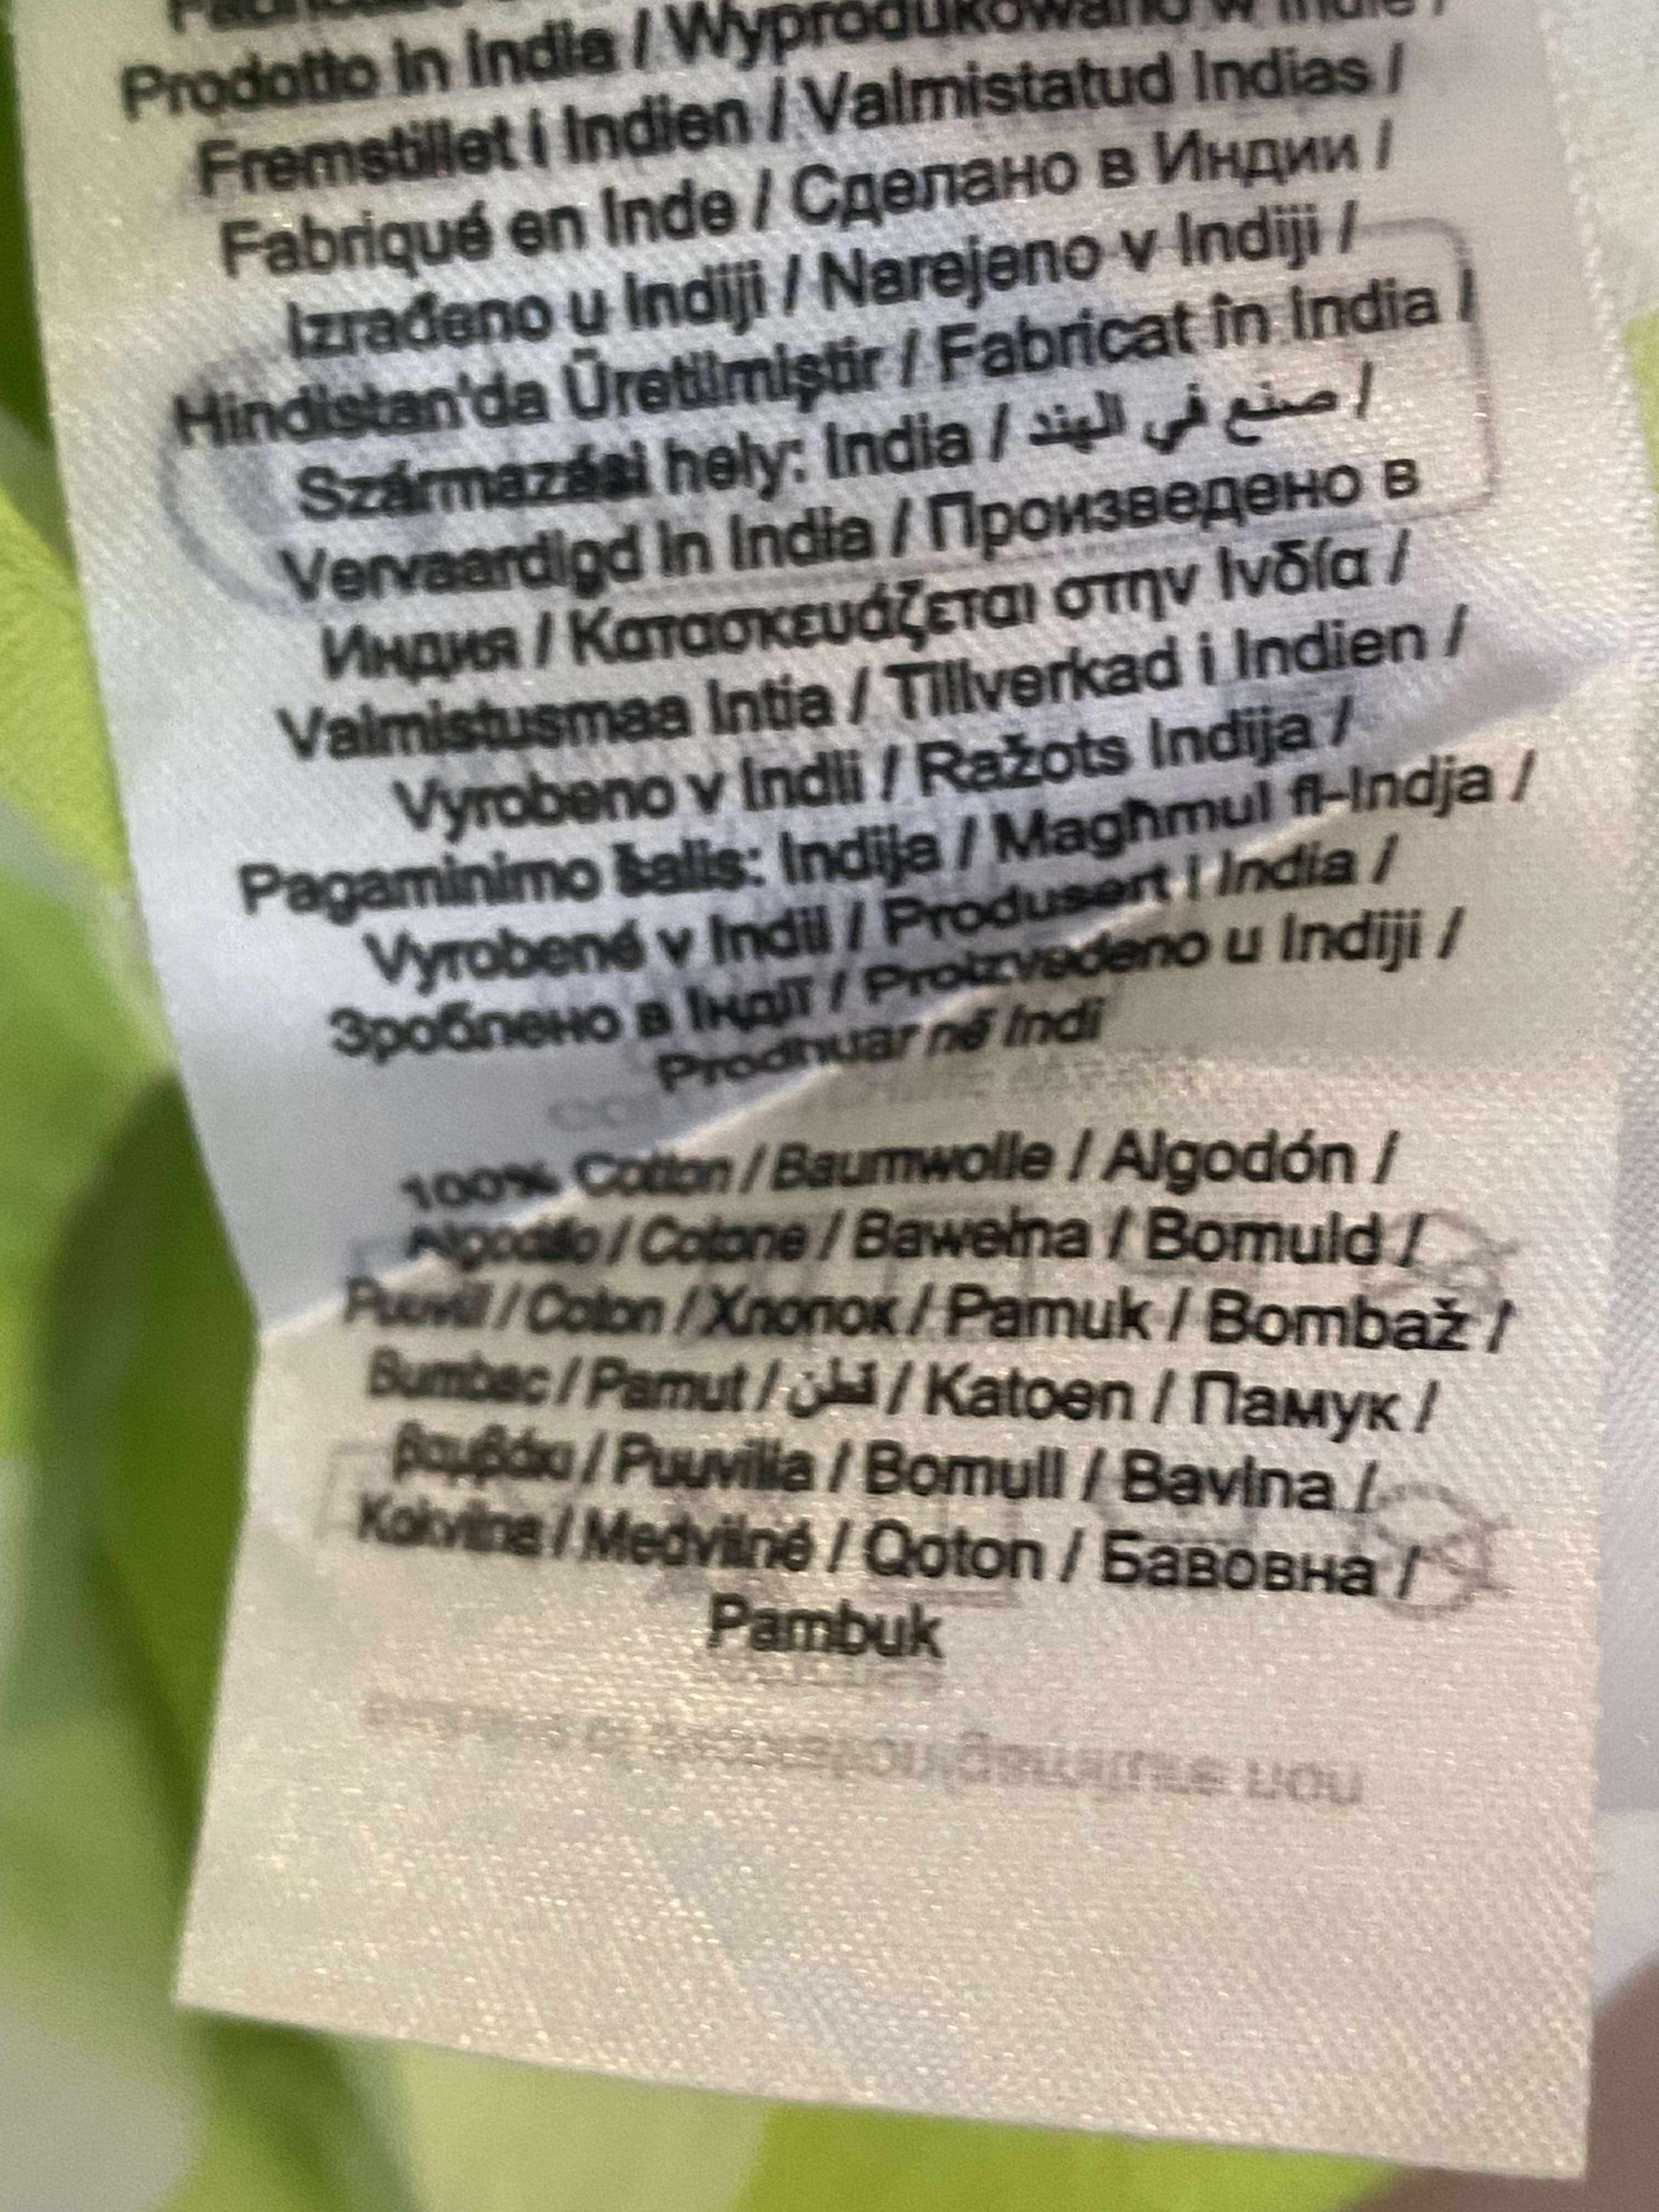 Prodotto in India / Wyprodukowano w Indie /
Fremstillet i Indien / Valmistatud Indias /
Fabriqué en Inde / Сделано в Индии /
Izrađeno u Indiji / Narejeno v Indiji /
Hindistan'da Üretilmiştir / Fabricat în India /
Származási hely: India / صنع في الهند /
Vervaardigd in India / Произведено в
Индия / Κατασκευάζεται στην Ινδία /
Valmistusmaa Intia / Tillverkad i Indien /
Vyrobeno v Indii / Ražots Indija /
Pagaminimo šalis: Indija / Magħmul fl-Indja /
Vyrobené v Indii / Produsert i India /
Зроблено в Індії / Proizvedeno u Indiji /
Prodhuar në Indi
100% Cotton / Baumwolle / Algodón /
Algodão / Cotone / Bawełna / Bomuld /
Puuvill / Coton / Хлопок / Pamuk / Bombaž /
Bumbac / Pamut / قطن / Katoen / Памук /
βαμβάκι / Puuvilla / Bomull / Bavlna /
Kokvilna / Medvilnė / Qoton / Бавовна /
Pambuk